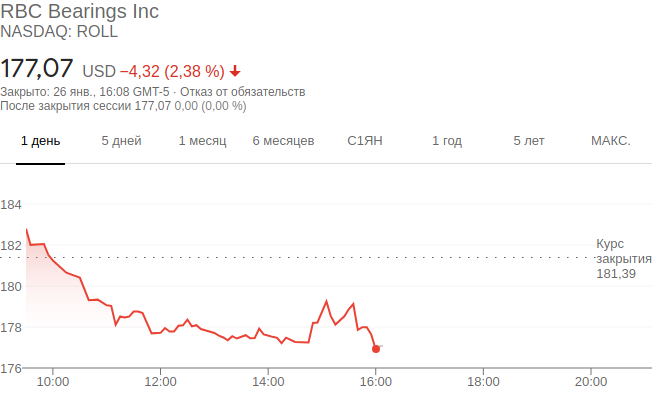 RBC Bearings Inc
NASDAQ: ROLL
177,07 USD −4,32 (2,38 %)
Закрыто: 26 янв., 16:08 GMT-5 · Отказ от обязательств
После закрытия сессии 177,07 0,00 (0,00 %)
1 день 5 дней 1 месяц 6 месяцев С1ЯН 1 год 5 лет МАКС.
184
182
Курс
закрытия
181,39
180
178
176
10:00 12:00 14:00 16:00 18:00 20:00